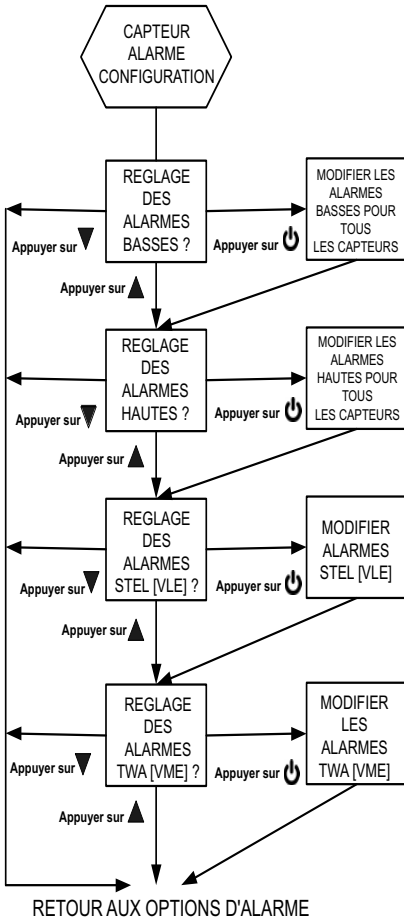 CAPTEUR
ALARME
CONFIGURATION
REGLAGE
DES
ALARMES
BASSES ?
MODIFIER LES
ALARMES
BASSES POUR
TOUS
LES CAPTEURS
Appuyer sur
Appuyer sur
Appuyer sur
REGLAGE
DES
ALARMES
HAUTES ?
MODIFIER LES
ALARMES
HAUTES POUR
TOUS
LES CAPTEURS
Appuyer sur
Appuyer sur
Appuyer sur
REGLAGE
DES
ALARMES
STEL [VLE] ?
MODIFIER
ALARMES
STEL [VLE]
Appuyer sur
Appuyer sur
Appuyer sur
REGLAGE
DES
ALARMES
TWA [VME] ?
MODIFIER
LES
ALARMES
TWA [VME]
Appuyer sur
Appuyer sur
Appuyer sur
RETOUR AUX OPTIONS D'ALARME